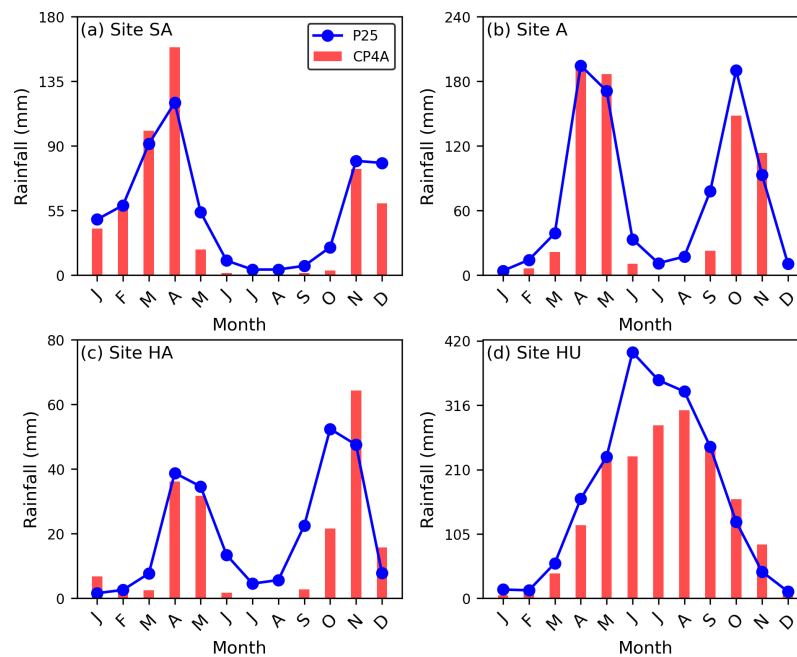 (a) Site SA
P25
CP4A
Rainfall (mm)
180
135
90
55
0
J F M A M J J A S O N D
Month
(b) Site A
Rainfall (mm)
240
180
120
60
0
J F M A M J J A S O N D
Month
(c) Site HA
Rainfall (mm)
80
60
40
20
0
J F M A M J J A S O N D
Month
(d) Site HU
Rainfall (mm)
420
316
210
105
0
J F M A M J J A S O N D
Month